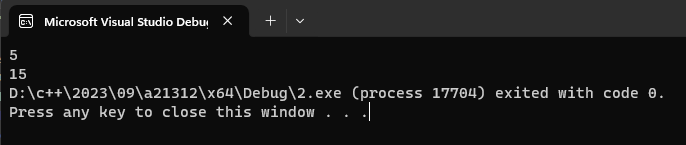 Microsoft Visual Studio Debu
5
15
D:\c++\2023\09\a21312\x64\Debug\2.exe (process 17704) exited with code 0.
Press any key to close this window . . .